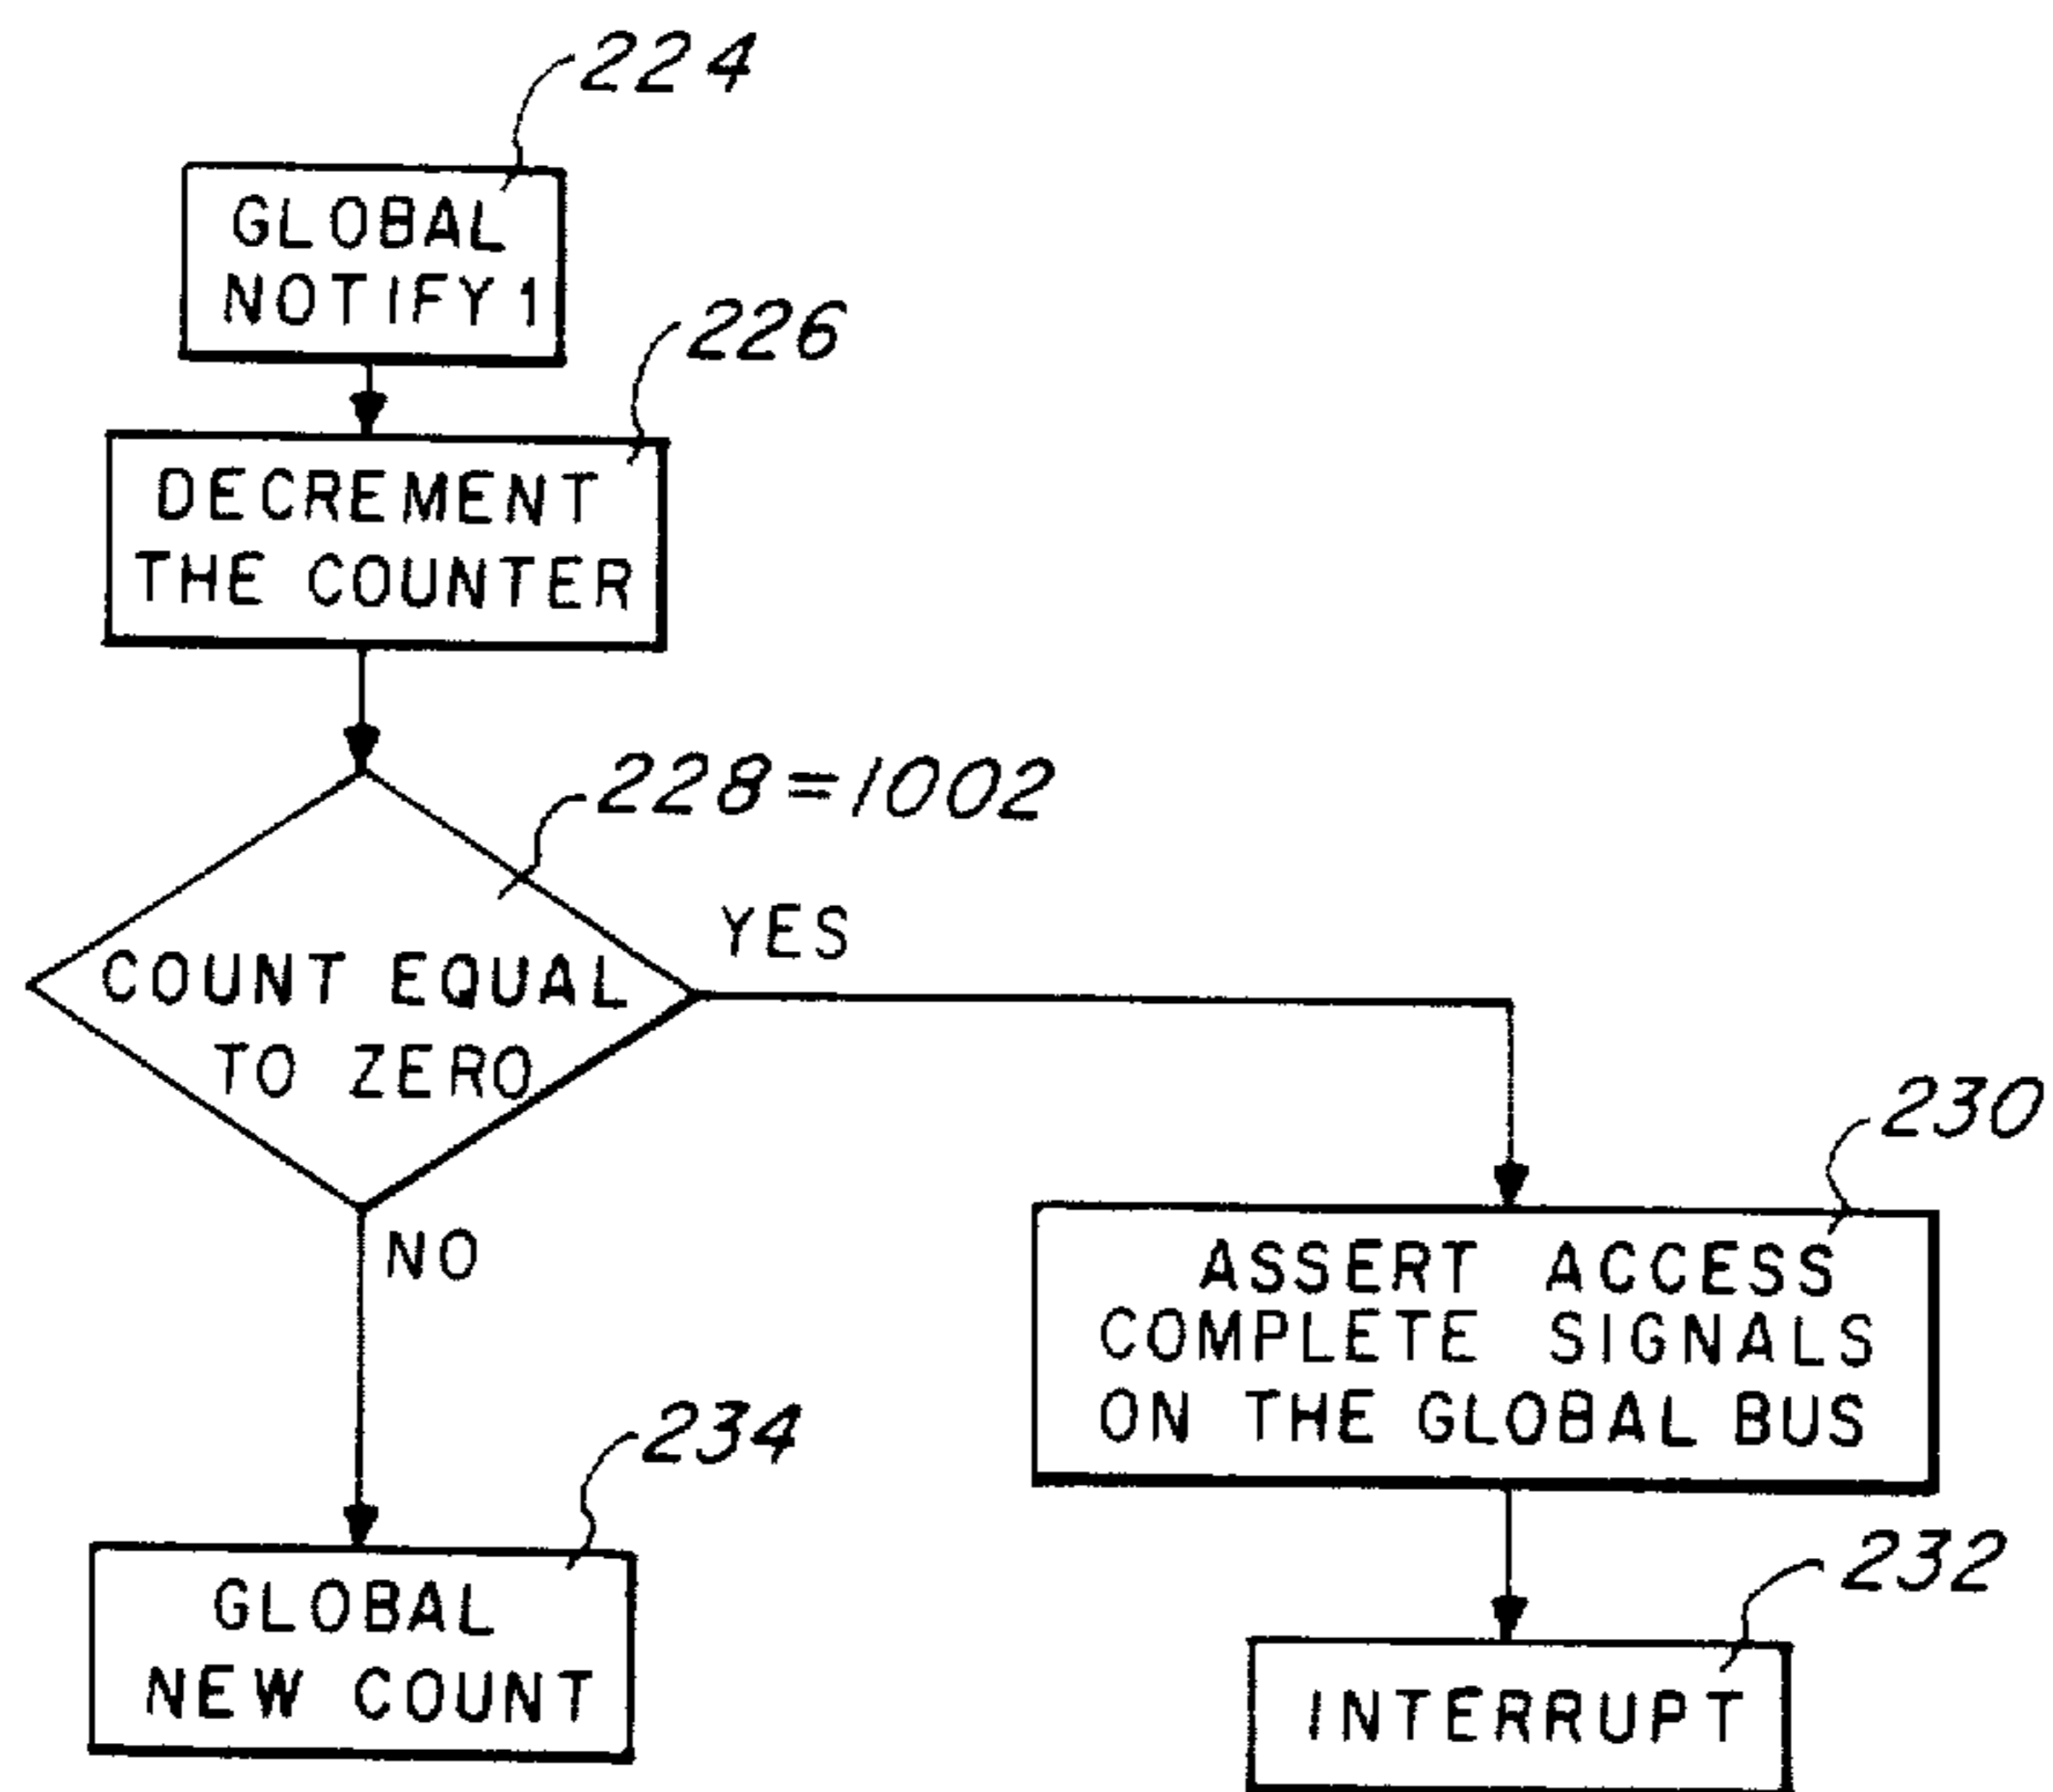 224
GLOBAL
NOTIFY 1
226
DECREMENT
THE COUNTER
228=1002
COUNT EQUAL
TO ZERO
YES
NO
230
ASSERT ACCESS
COMPLETE SIGNALS
ON THE GLOBAL BUS
234
GLOBAL
NEW COUNT
232
INTERRUPT